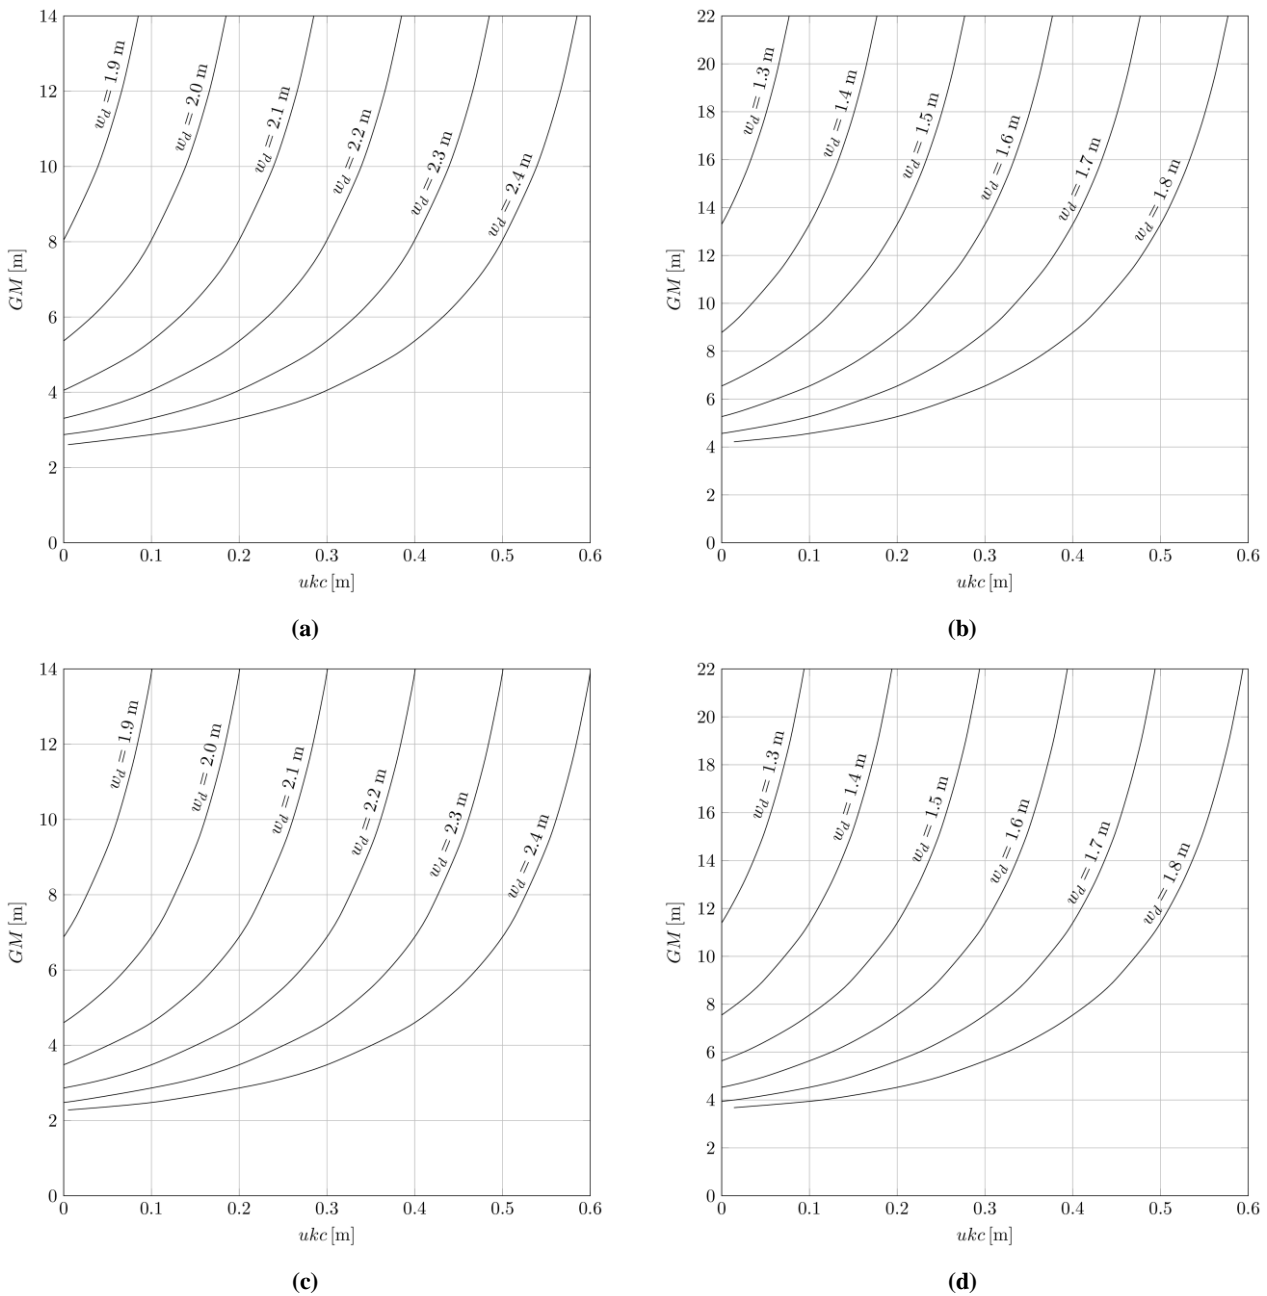 14
12
10
8
6
4
2
0
GM [m]
w_d = 1.9 m
w_d = 2.0 m
w_d = 2.1 m
w_d = 2.2 m
w_d = 2.3 m
w_d = 2.4 m
0 0.1 0.2 0.3 0.4 0.5 0.6
ukc [m]
(a)
22
20
18
16
14
12
10
8
6
4
2
0
GM [m]
w_d = 1.3 m
w_d = 1.4 m
w_d = 1.5 m
w_d = 1.6 m
w_d = 1.7 m
w_d = 1.8 m
0 0.1 0.2 0.3 0.4 0.5 0.6
ukc [m]
(b)
14
12
10
8
6
4
2
0
GM [m]
w_d = 1.9 m
w_d = 2.0 m
w_d = 2.1 m
w_d = 2.2 m
w_d = 2.3 m
w_d = 2.4 m
0 0.1 0.2 0.3 0.4 0.5 0.6
ukc [m]
(c)
22
20
18
16
14
12
10
8
6
4
2
0
GM [m]
w_d = 1.3 m
w_d = 1.4 m
w_d = 1.5 m
w_d = 1.6 m
w_d = 1.7 m
w_d = 1.8 m
0 0.1 0.2 0.3 0.4 0.5 0.6
ukc [m]
(d)